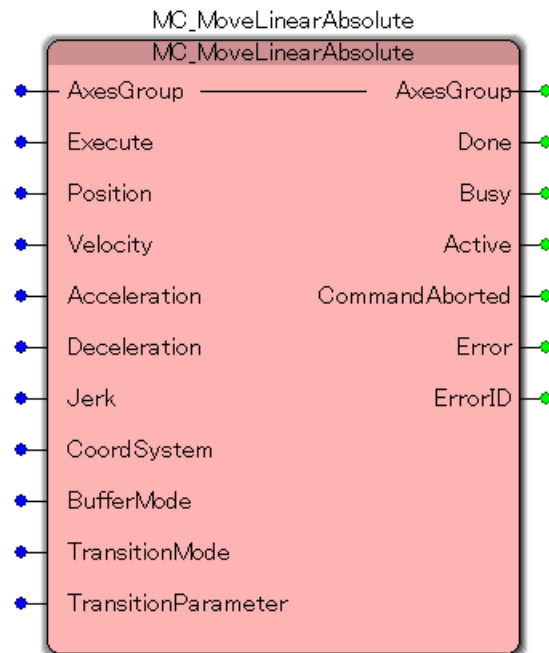 MC_MoveLinearAbsolute
MC_MoveLinearAbsolute
AxesGroup AxesGroup
Execute Done
Position Busy
Velocity Active
Acceleration CommandAborted
Deceleration Error
Jerk ErrorID
CoordSystem
BufferMode
TransitionMode
TransitionParameter